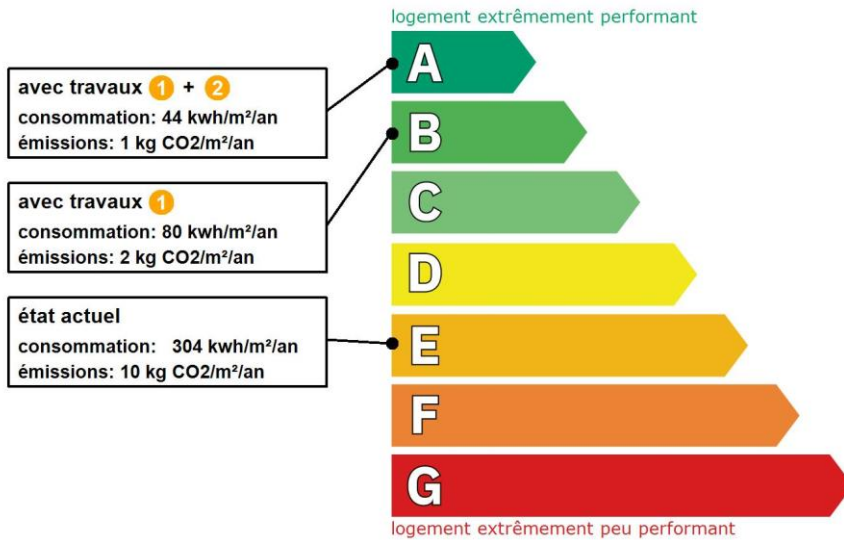 logement extrêmement performant
avec travaux 1 + 2
consommation: 44 kwh/m²/an
émissions: 1 kg CO2/m²/an
avec travaux 1
consommation: 80 kwh/m²/an
émissions: 2 kg CO2/m²/an
état actuel
consommation: 304 kwh/m²/an
émissions: 10 kg CO2/m²/an
A
B
C
D
E
F
G
logement extrêmement peu performant